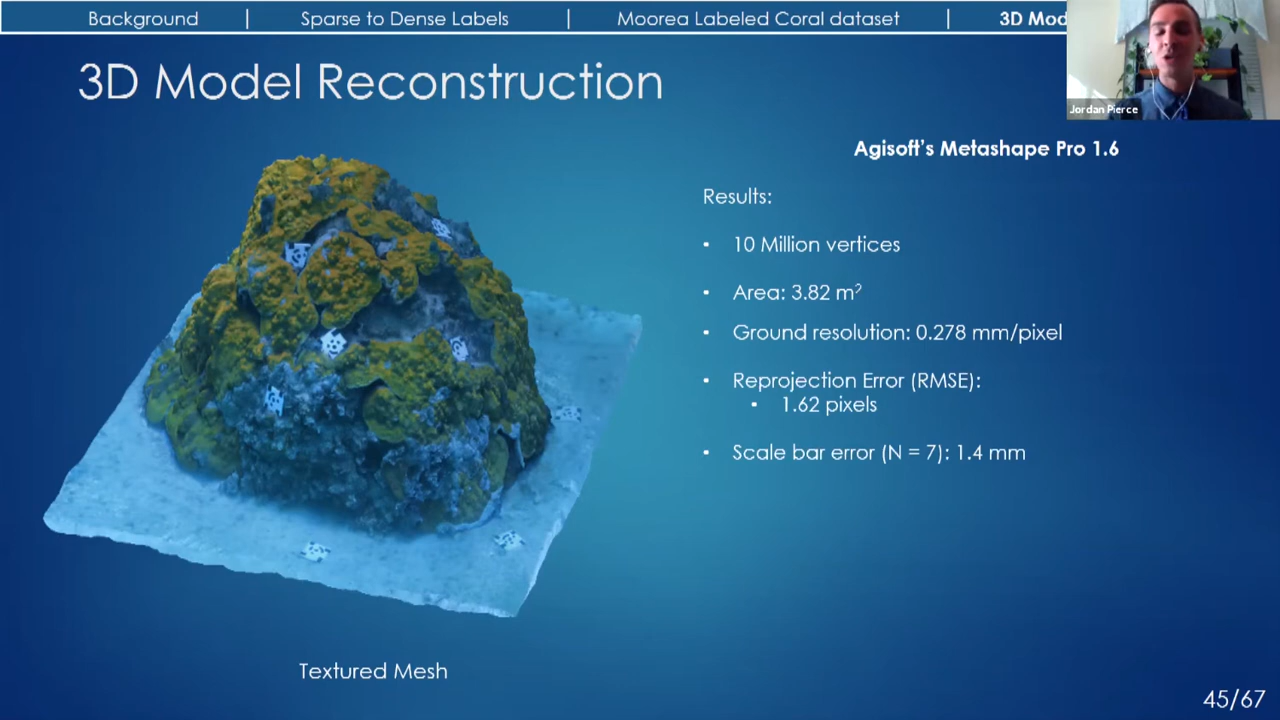 Background | Sparse to Dense Labels | Moorea Labeled Coral dataset | 3D Mod
Jordan Pierce
3D Model Reconstruction
Agisoft's Metashape Pro 1.6
Results:
▪ 10 Million vertices
▪ Area: 3.82 m²
▪ Ground resolution: 0.278 mm/pixel
▪ Reprojection Error (RMSE):
▪ 1.62 pixels
▪ Scale bar error (N = 7): 1.4 mm
Textured Mesh
45/67